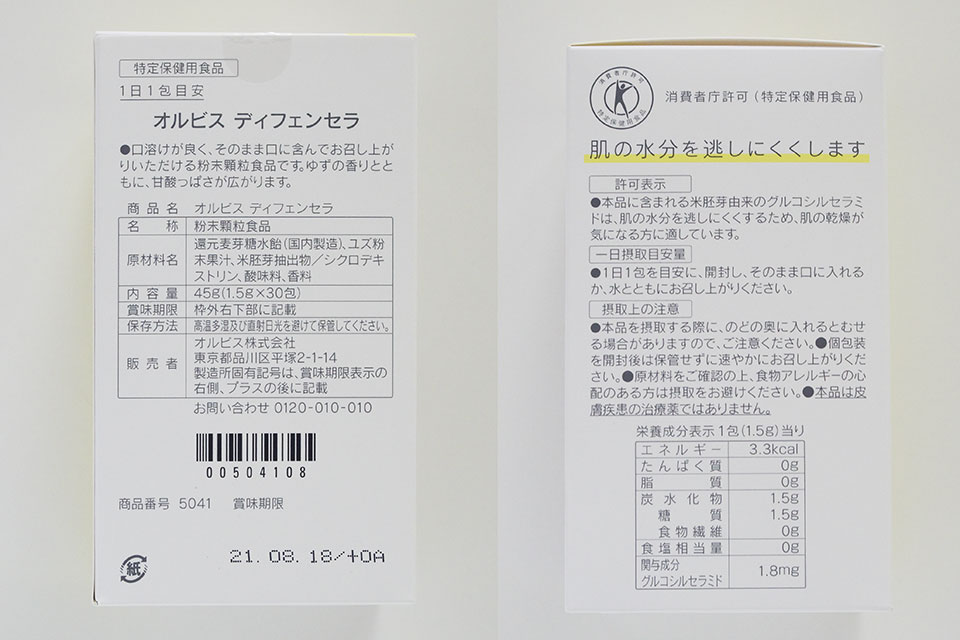 特定保健用食品
1日1包目安
オルビス ディフェンセラ
●口溶けが良く、そのまま口に含んでお召し上が
りいただける粉末顆粒食品です。ゆずの香りとと
もに、甘酸っぱさが広がります。
商品名 オルビス ディフェンセラ
名称 粉末顆粒食品
原材料名 還元麦芽糖水飴(国内製造)、ユズ粉
末果汁、米胚芽抽出物/シクロデキ
ストリン、酸味料、香料
内容量 45g(1.5g×30包)
賞味期限 枠外右下部に記載
保存方法 高温多湿及び直射日光を避けて保管してください。
販売者 オルビス株式会社
東京都品川区平塚2-1-14
製造所固有記号は、賞味期限表示の
右側、プラスの後に記載
お問い合わせ 0120-010-010
00504108
商品番号 5041 賞味期限
21.08.18/+0A
紙
消費者庁許可
特定保健用食品
消費者庁許可(特定保健用食品)
肌の水分を逃しにくくします
許可表示
●本品に含まれる米胚芽由来のグルコシルセラミ
ドは、肌の水分を逃しにくくするため、肌の乾燥が
気になる方に適しています。
一日摂取目安量
●1日1包を目安に、開封し、そのまま口に入れる
か、水とともにお召し上がりください。
摂取上の注意
●本品を摂取する際に、のどの奥に入れるとむせ
る場合がありますので、ご注意ください。●個包装
を開封後は保管せずに速やかにお召し上がりくだ
さい。●原材料をご確認の上、食物アレルギーの心
配のある方は摂取をお避けください。●本品は皮
膚疾患の治療薬ではありません。
栄養成分表示1包(1.5g)当り
エネルギー 3.3kcal
たんぱく質 0g
脂質 0g
炭水化物 1.5g
糖質 1.5g
食物繊維 0g
食塩相当量 0g
関与成分
グルコシルセラミド 1.8mg